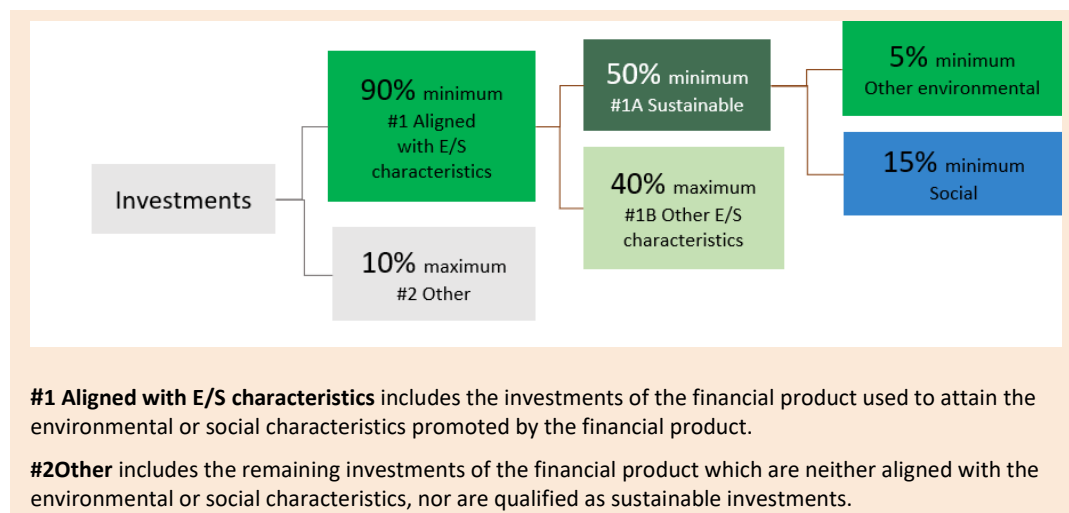 Investments
90% minimum
#1 Aligned
with E/S
characteristics
10% maximum
#2 Other
50% minimum
#1A Sustainable
40% maximum
#1B Other E/S
characteristics
5% minimum
Other environmental
15% minimum
Social
#1 Aligned with E/S characteristics includes the investments of the financial product used to attain the
environmental or social characteristics promoted by the financial product.
#2Other includes the remaining investments of the financial product which are neither aligned with the
environmental or social characteristics, nor are qualified as sustainable investments.